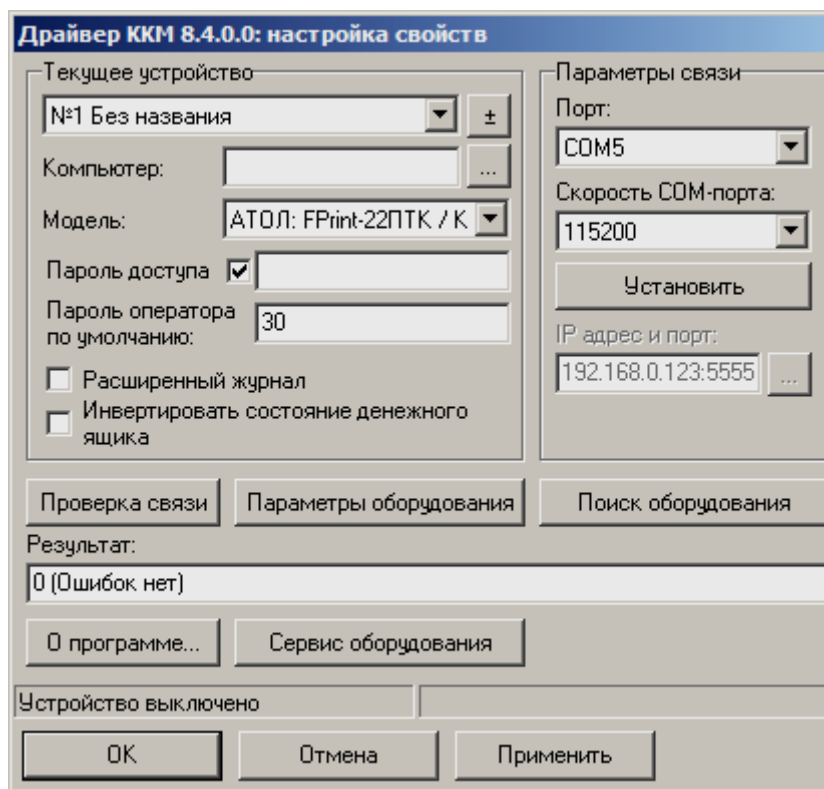 Драйвер ККМ 8.4.0.0: настройка свойств
Текущее устройство
№1 Без названия
±
Компьютер:
...
Модель:
АТОЛ: FPrint-22ПТК / К
Пароль доступа
Пароль оператора
по умолчанию:
30
Расширенный журнал
Инвертировать состояние денежного
ящика
Параметры связи
Порт:
COM5
Скорость COM-порта:
115200
Установить
IP адрес и порт:
192.168.0.123:5555
...
Проверка связи
Параметры оборудования
Поиск оборудования
Результат:
0 (Ошибок нет)
О программе...
Сервис оборудования
Устройство выключено
ОК
Отмена
Применить